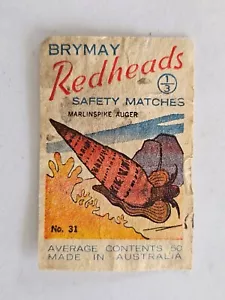 BRYMAY
Redheads
1/3
SAFETY MATCHES
MARLINSPIKE AUGER
No. 31
AVERAGE CONTENTS 50
MADE IN AUSTRALIA